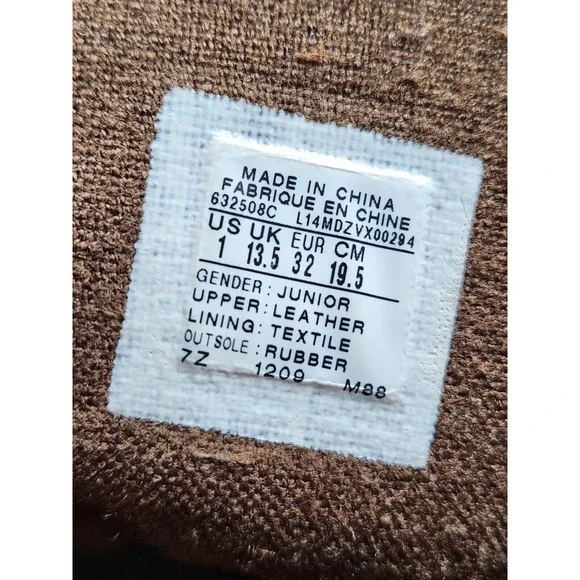 MADE IN CHINA
FABRIQUE EN CHINE
632508C L14MDZVX00294
US UK EUR CM
1 13.5 32 19.5
GENDER: JUNIOR
UPPER: LEATHER
LINING: TEXTILE
OUTSOLE: RUBBER
7Z 1209 M88